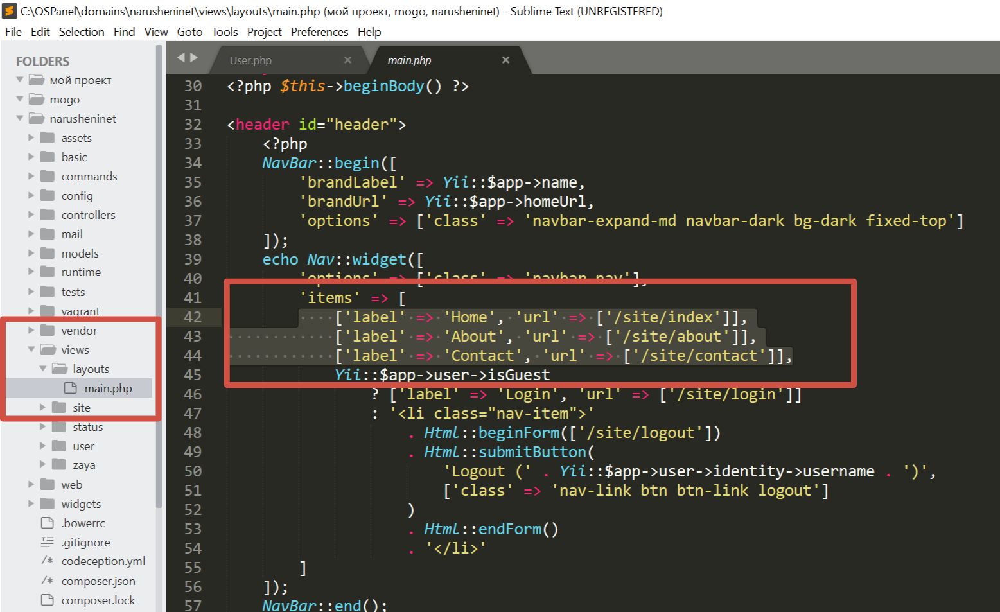 C:\OSPanel\domains\narusheninet\views\layouts\main.php (мой проект, mogo, narusheninet) - Sublime Text (UNREGISTERED)
File Edit Selection Find View Goto Tools Project Preferences Help
FOLDERS
мой проект
mogo
narusheninet
assets
basic
commands
config
controllers
mail
models
runtime
tests
vagrant
vendor
views
layouts
main.php
site
status
user
zaya
web
widgets
.bowerrc
.gitignore
codeception.yml
composer.json
composer.lock
User.php × main.php ×
30 <?php $this->beginBody() ?>
31
32 <header id="header">
33 <?php
34 NavBar::begin([
35 'brandLabel' => Yii::$app->name,
36 'brandUrl' => Yii::$app->homeUrl,
37 'options' => ['class' => 'navbar-expand-md navbar-dark bg-dark fixed-top']
38 ]);
39 echo Nav::widget([
40 'options' => ['class' => 'navbar-nav'],
41 'items' => [
42 ['label' => 'Home', 'url' => ['/site/index']],
43 ['label' => 'About', 'url' => ['/site/about']],
44 ['label' => 'Contact', 'url' => ['/site/contact']],
45 Yii::$app->user->isGuest
46 ? ['label' => 'Login', 'url' => ['/site/login']]
47 : '<li class="nav-item">'
48 . Html::beginForm(['/site/logout'])
49 . Html::submitButton(
50 'Logout (' . Yii::$app->user->identity->username . ')',
51 ['class' => 'nav-link btn btn-link logout']
52 )
53 . Html::endForm()
54 . '</li>'
55 ]
56 ]);
57 NavBar::end();